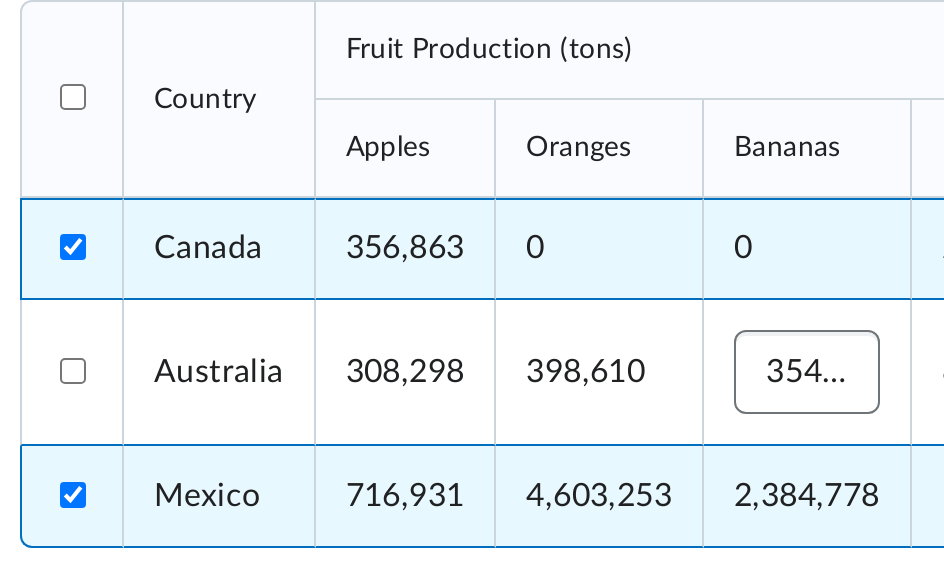 Fruit Production (tons)
Country
Apples Oranges Bananas
Canada 356,863 0 0
Australia 308,298 398,610 354...
Mexico 716,931 4,603,253 2,384,778